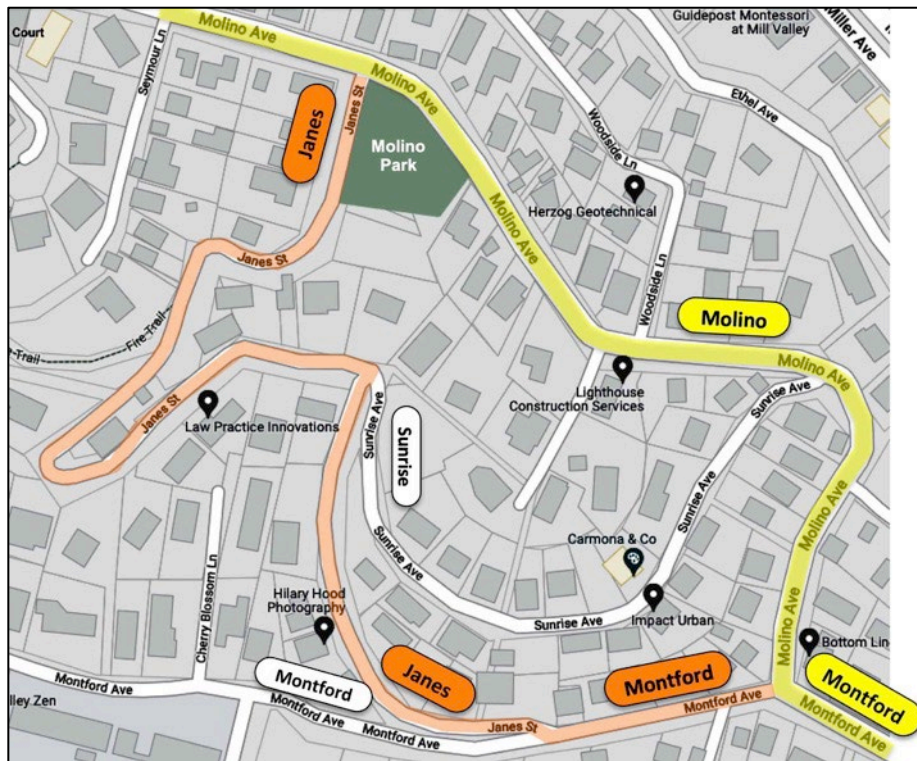 Court
Molino Ave
Guidepost Montessori
at Mill Valley
Miller Ave
Seymour Ln
Janes
Janes St
Molino Ave
Molino
Park
Woodside Ln
Ethel Ave
Herzog Geotechnical
Molino Ave
Janes St
Woodside Ln
Molino
Fire Trail
Trail
Molino Ave
Lighthouse
Construction Services
Sunrise Ave
Janes St
Law Practice Innovations
Sunrise Ave
Sunrise
Sunrise Ave
Molino Ave
Carmona & Co
Cherry Blossom Ln
Sunrise Ave
Hilary Hood
Photography
Sunrise Ave
Impact Urban
Molino Ave
Bottom Lin
Montford Ave
Montford
Janes
Montford
Montford
lley Zen
Montford Ave
Montford Ave
Janes St
Montford Ave
Montford Ave